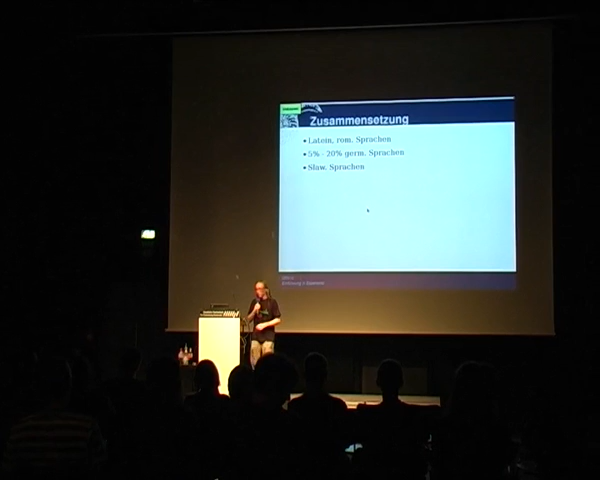 Zusammensetzung
Latein, rom. Sprachen
5% - 20% germ. Sprachen
Slaw. Sprachen